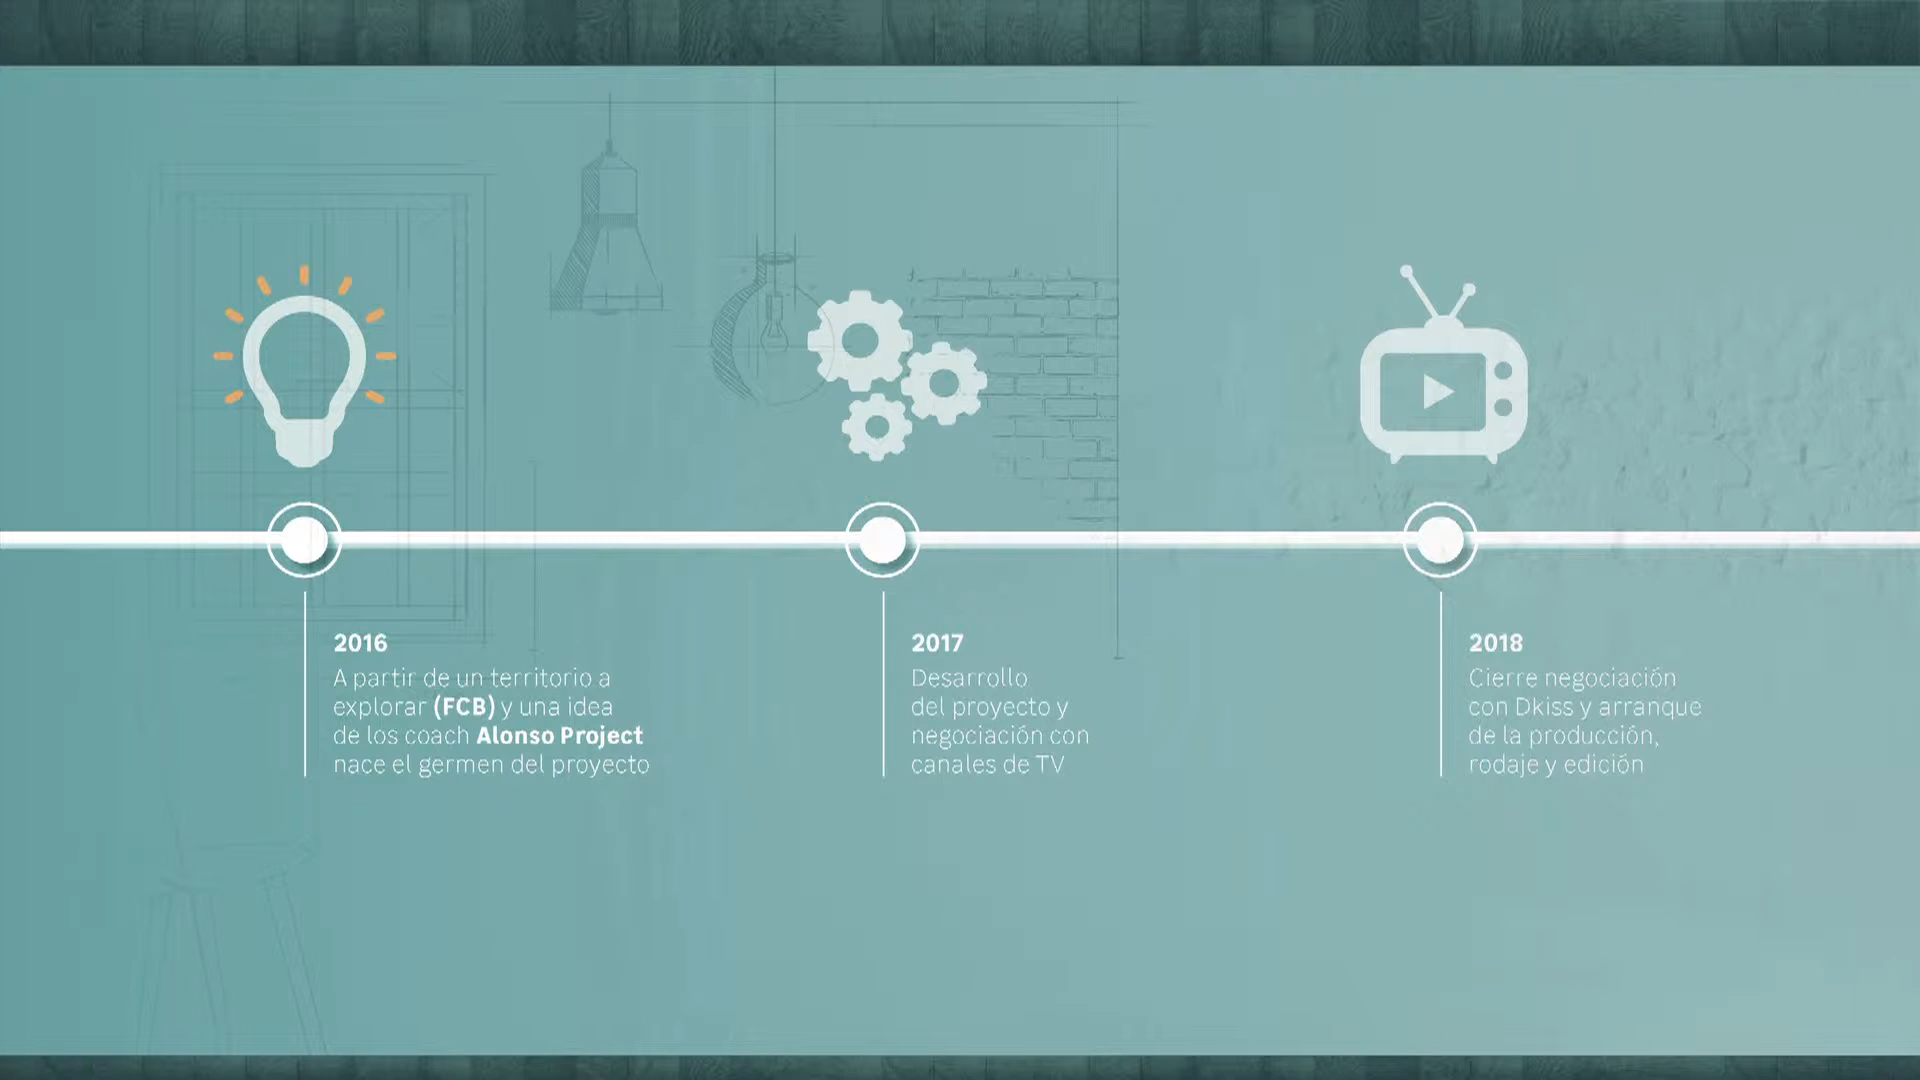 2016
A partir de un territorio a
explorar (FCB) y una idea
de los coach Alonso Project
nace el germen del proyecto
2017
Desarrollo
del proyecto y
negociación con
canales de TV
2018
Cierre negociación
con Dkiss y arranque
de la producción,
rodaje y edición